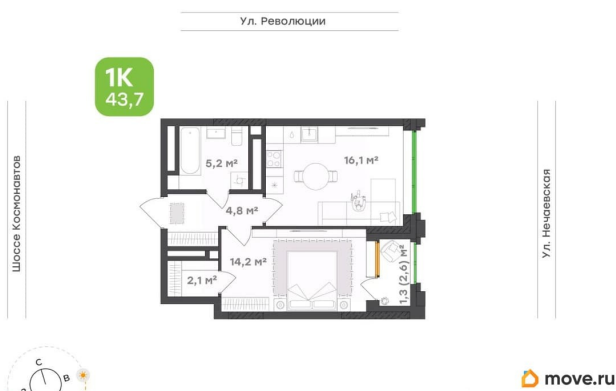 Ул. Революции
1К
43,7
Шоссе Космонавтов
Ул. Нечаевская
5,2 м²
16,1 м²
4,8 м²
14,2 м²
2,1 м²
1,3 (2,6) м²
С
В
move.ru